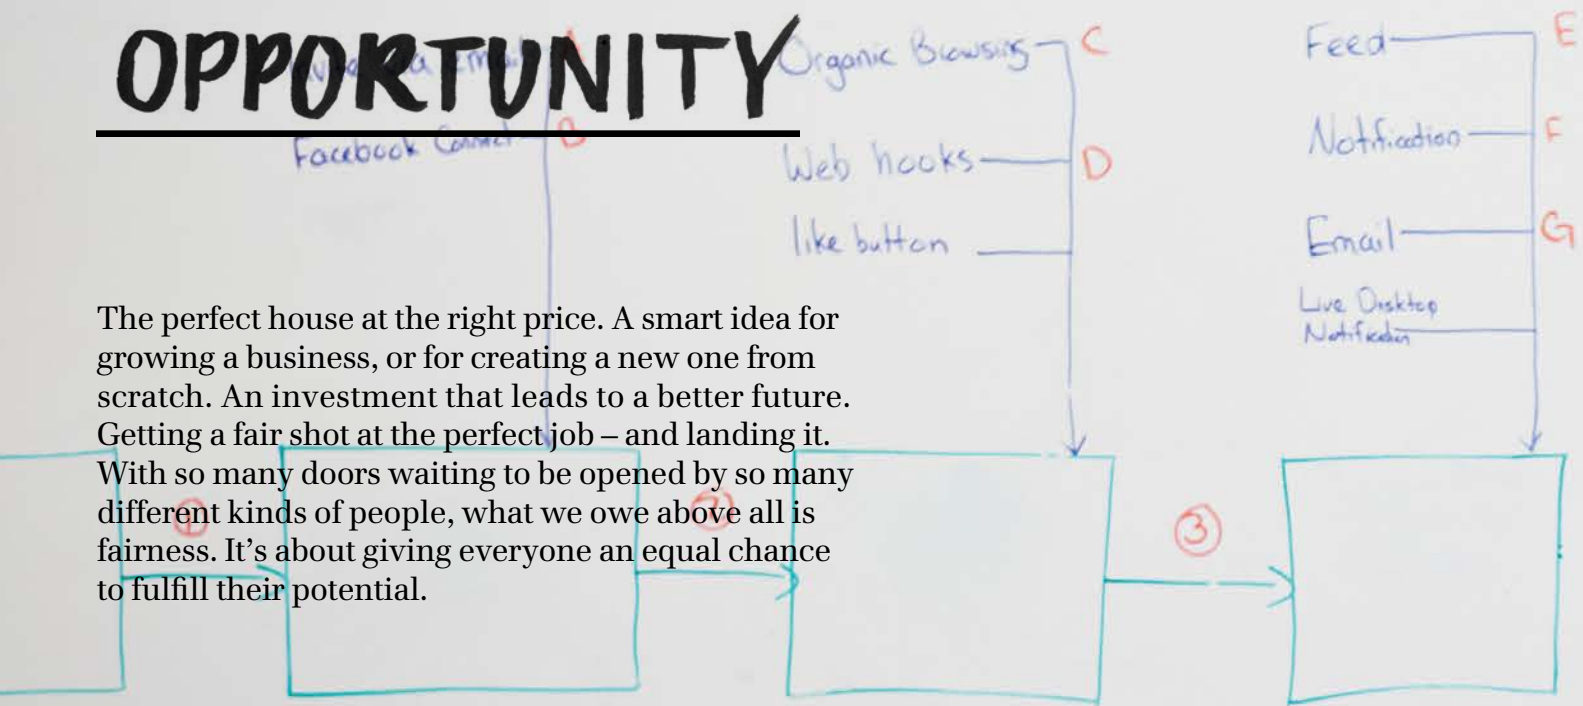 OPPORTUNITY
Facebook Connect
A
B
Organic Browsing
C
Web hooks
D
like button
Feed
E
Notification
F
Email
G
Live Desktop
Notification
The perfect house at the right price. A smart idea for
growing a business, or for creating a new one from
scratch. An investment that leads to a better future.
Getting a fair shot at the perfect job – and landing it.
With so many doors waiting to be opened by so many
different kinds of people, what we owe above all is
fairness. It’s about giving everyone an equal chance
to fulfill their potential.
1
2
3